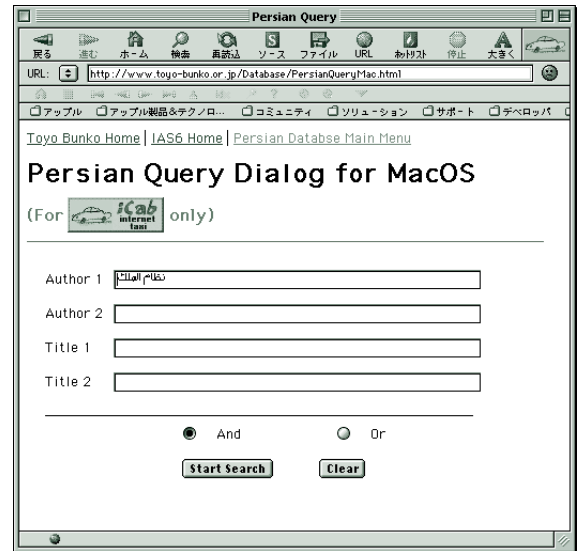 Persian Query
戻る 進む ホーム 検索 再読込 ソース ファイル URL ホットリスト 停止 大きく
URL: http://www.toyo-bunko.or.jp/Database/PersianQueryMac.html
アップル アップル製品&テクノロ... コミュニティ ソリューション サポート デベロッパ
Toyo Bunko Home | IAS6 Home | Persian Databse Main Menu
Persian Query Dialog for MacOS
(For iCab internet taxi only)
Author 1 نظام الملك
Author 2
Title 1
Title 2
And Or
Start Search Clear